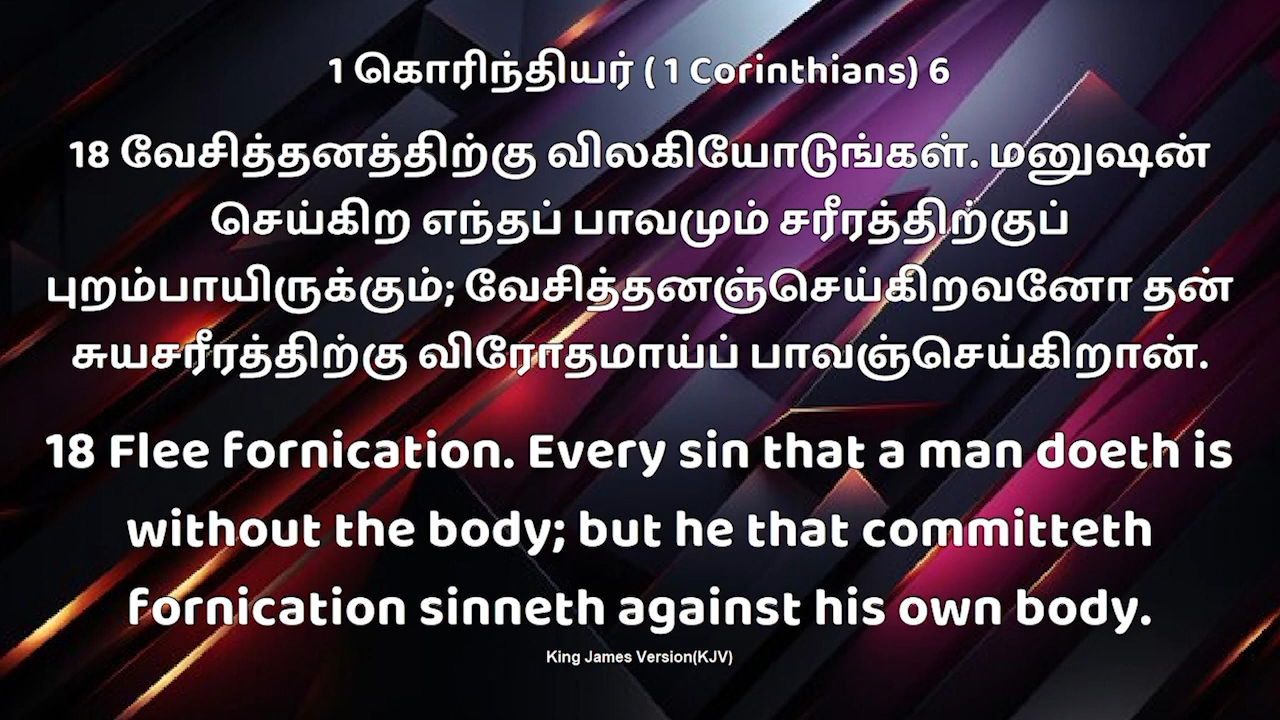 1 கொரிந்தியர் ( 1 Corinthians) 6
18 வேசித்தனத்திற்கு விலகியோடுங்கள். மனுஷன்
செய்கிற எந்தப் பாவமும் சரீரத்திற்குப்
புறம்பாயிருக்கும்; வேசித்தனஞ்செய்கிறவனோ தன்
சுயசரீரத்திற்கு விரோதமாய்ப் பாவஞ்செய்கிறான்.
18 Flee fornication. Every sin that a man doeth is
without the body; but he that committeth
fornication sinneth against his own body.
King James Version(KJV)